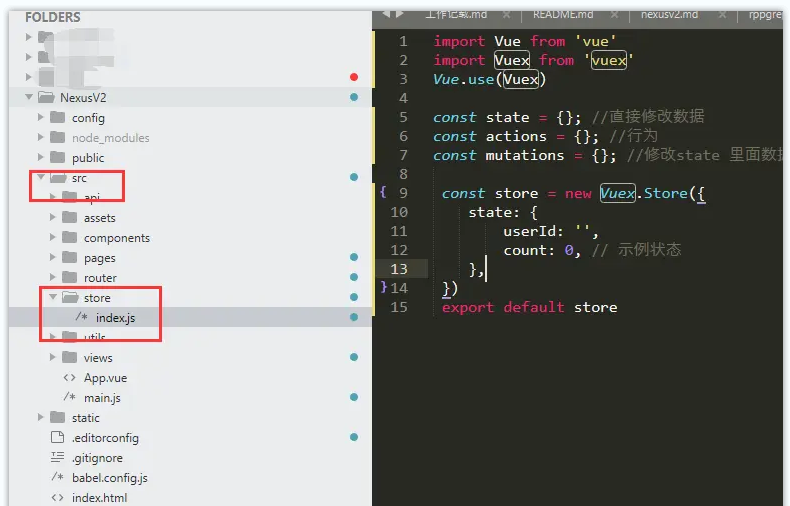 FOLDERS
NexusV2
config
node_modules
public
src
api
assets
components
pages
router
store
/* index.js
utils
views
<> App.vue
/* main.js
static
.editorconfig
.gitignore
/* babel.config.js
<> index.html
工作记载.md × README.md × nexusv2.md × rppgre
1 import Vue from 'vue'
2 import Vuex from 'vuex'
3 Vue.use(Vuex)
4
5 const state = {}; //直接修改数据
6 const actions = {}; //行为
7 const mutations = {}; //修改state 里面数据
8
{ 9 const store = new Vuex.Store({
10 state: {
11 userId: '',
12 count: 0, // 示例状态
13 },
}14 })
15 export default store